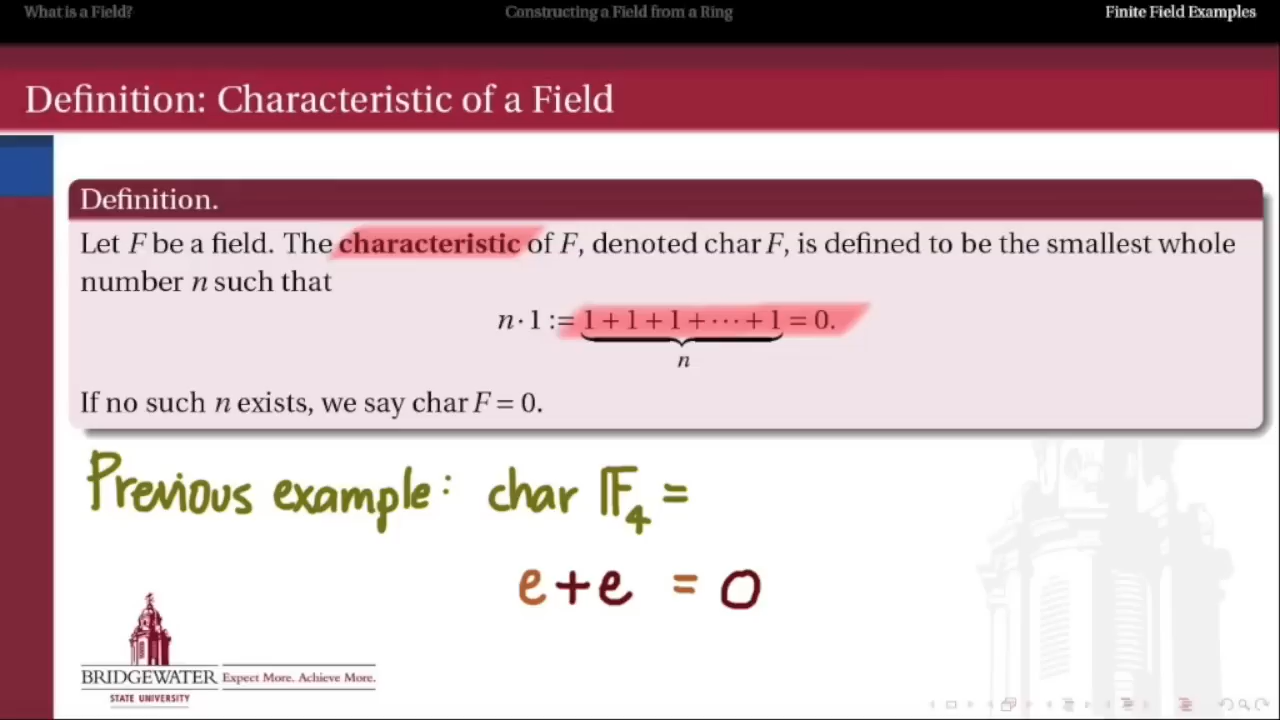 What is a Field? Constructing a Field from a Ring Finite Field Examples
Definition: Characteristic of a Field
Definition.
Let F be a field. The characteristic of F, denoted char F, is defined to be the smallest whole
number n such that
n · 1 := 1 + 1 + 1 + ··· + 1 = 0.
n
If no such n exists, we say char F = 0.
Previous example: char 𝔽₄ =
e + e = 0
BRIDGEWATER
STATE UNIVERSITY
Expect More. Achieve More.